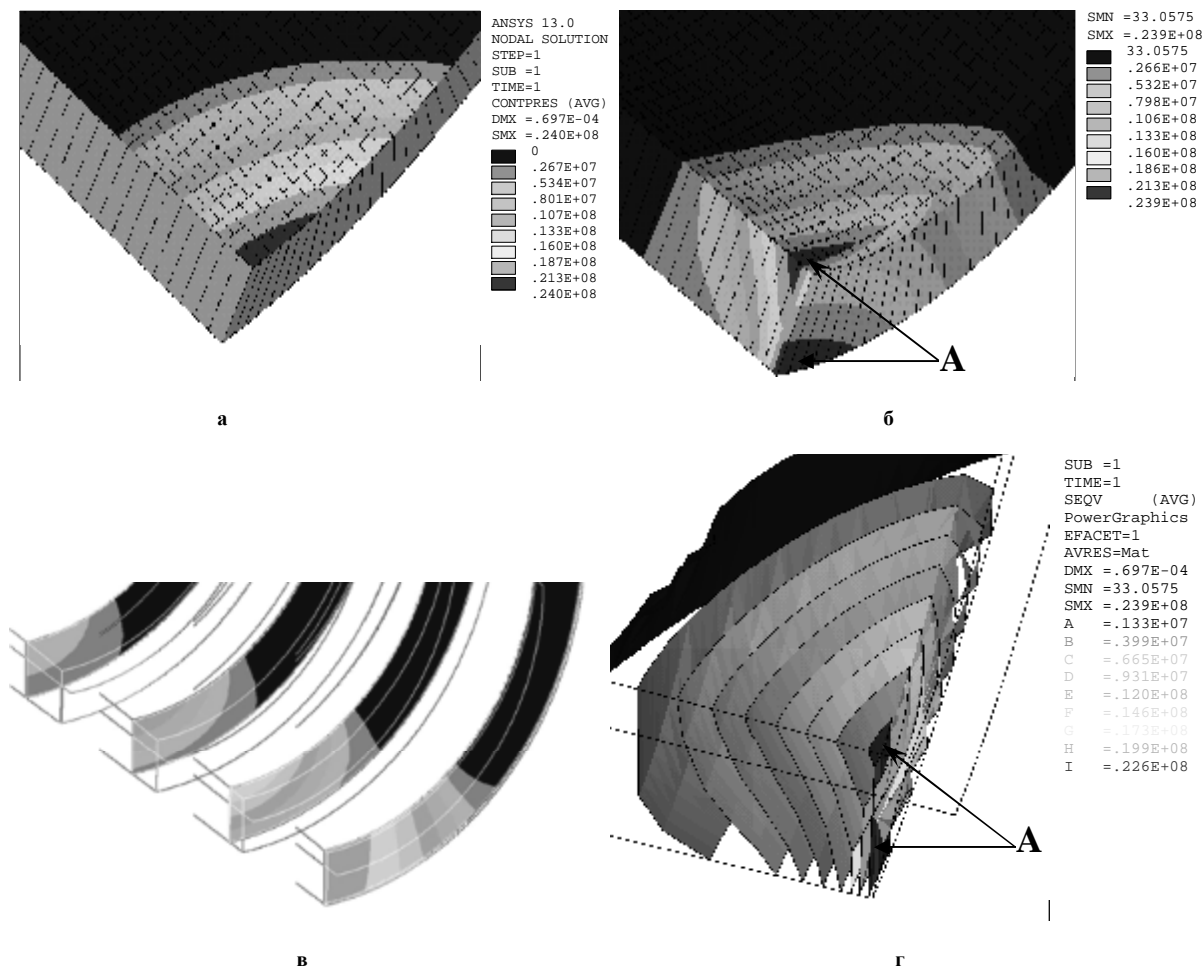 ANSYS 13.0
NODAL SOLUTION
STEP=1
SUB =1
TIME=1
CONTPRES (AVG)
DMX =.697E-04
SMX =.240E+08
0
.267E+07
.534E+07
.801E+07
.107E+08
.133E+08
.160E+08
.187E+08
.213E+08
.240E+08
а
SMN =33.0575
SMX =.239E+08
33.0575
.266E+07
.532E+07
.798E+07
.106E+08
.133E+08
.160E+08
.186E+08
.213E+08
.239E+08
А
б
в
SUB =1
TIME=1
SEQV (AVG)
PowerGraphics
EFACET=1
AVRES=Mat
DMX =.697E-04
SMN =33.0575
SMX =.239E+08
A =.133E+07
B =.399E+07
C =.665E+07
D =.931E+07
E =.120E+08
F =.146E+08
G =.173E+08
H =.199E+08
I =.226E+08
А
г